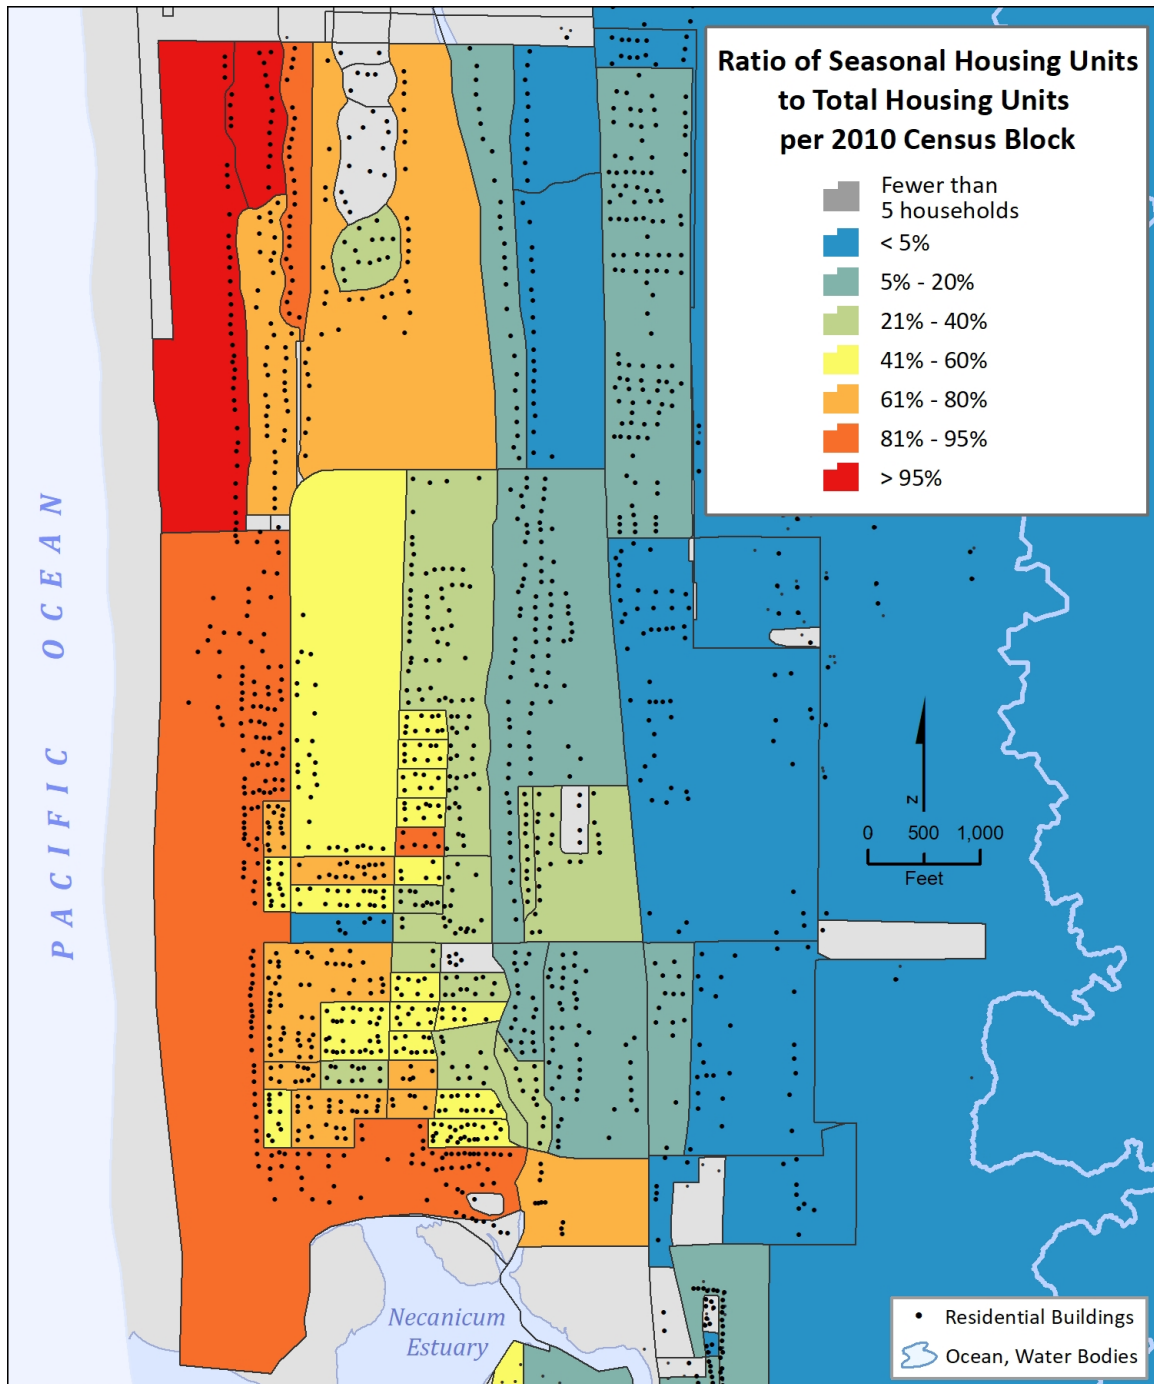 Ratio of Seasonal Housing Units
to Total Housing Units
per 2010 Census Block
Fewer than
5 households
< 5%
5% - 20%
21% - 40%
41% - 60%
61% - 80%
81% - 95%
> 95%
PACIFIC OCEAN
N
0 500 1,000
Feet
Necanicum
Estuary
Residential Buildings
Ocean, Water Bodies